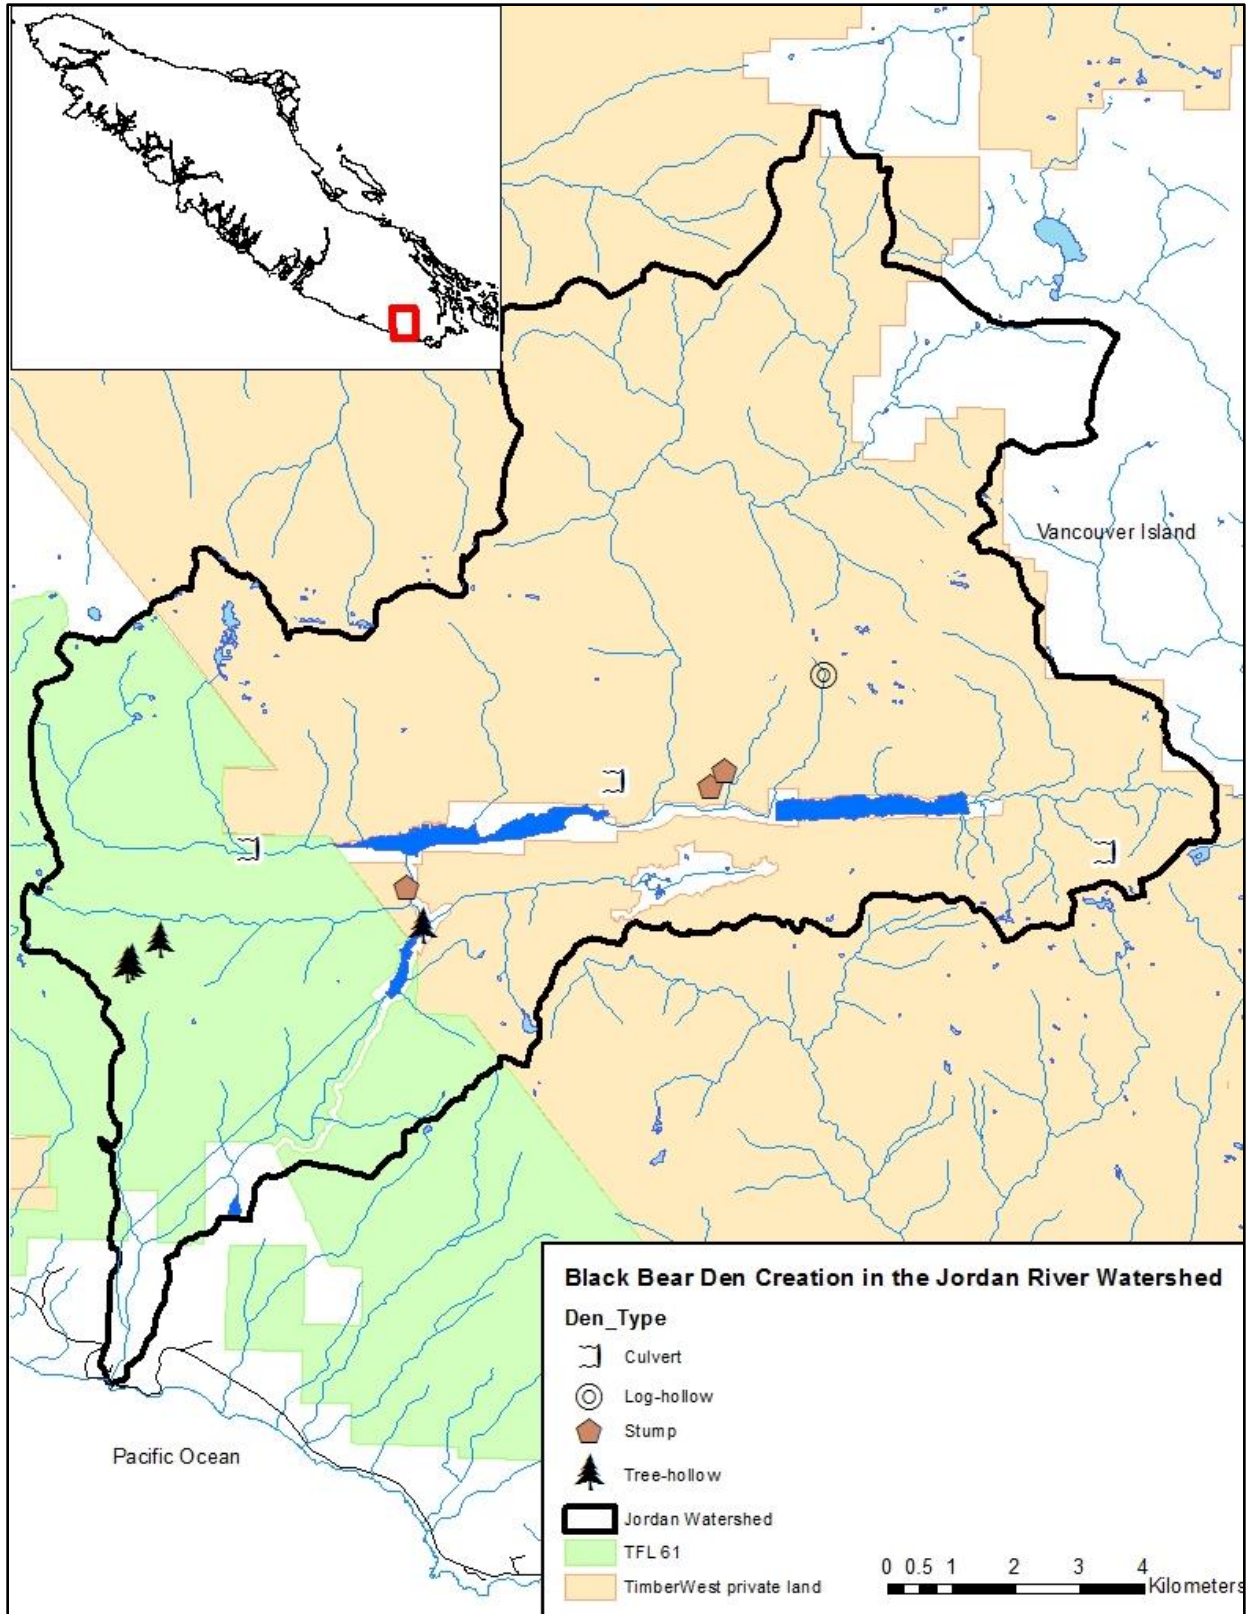 Vancouver Island
Pacific Ocean
Black Bear Den Creation in the Jordan River Watershed
Den_Type
Culvert
Log-hollow
Stump
Tree-hollow
Jordan Watershed
TFL 61
TimberWest private land
0 0.5 1 2 3 4
Kilometers